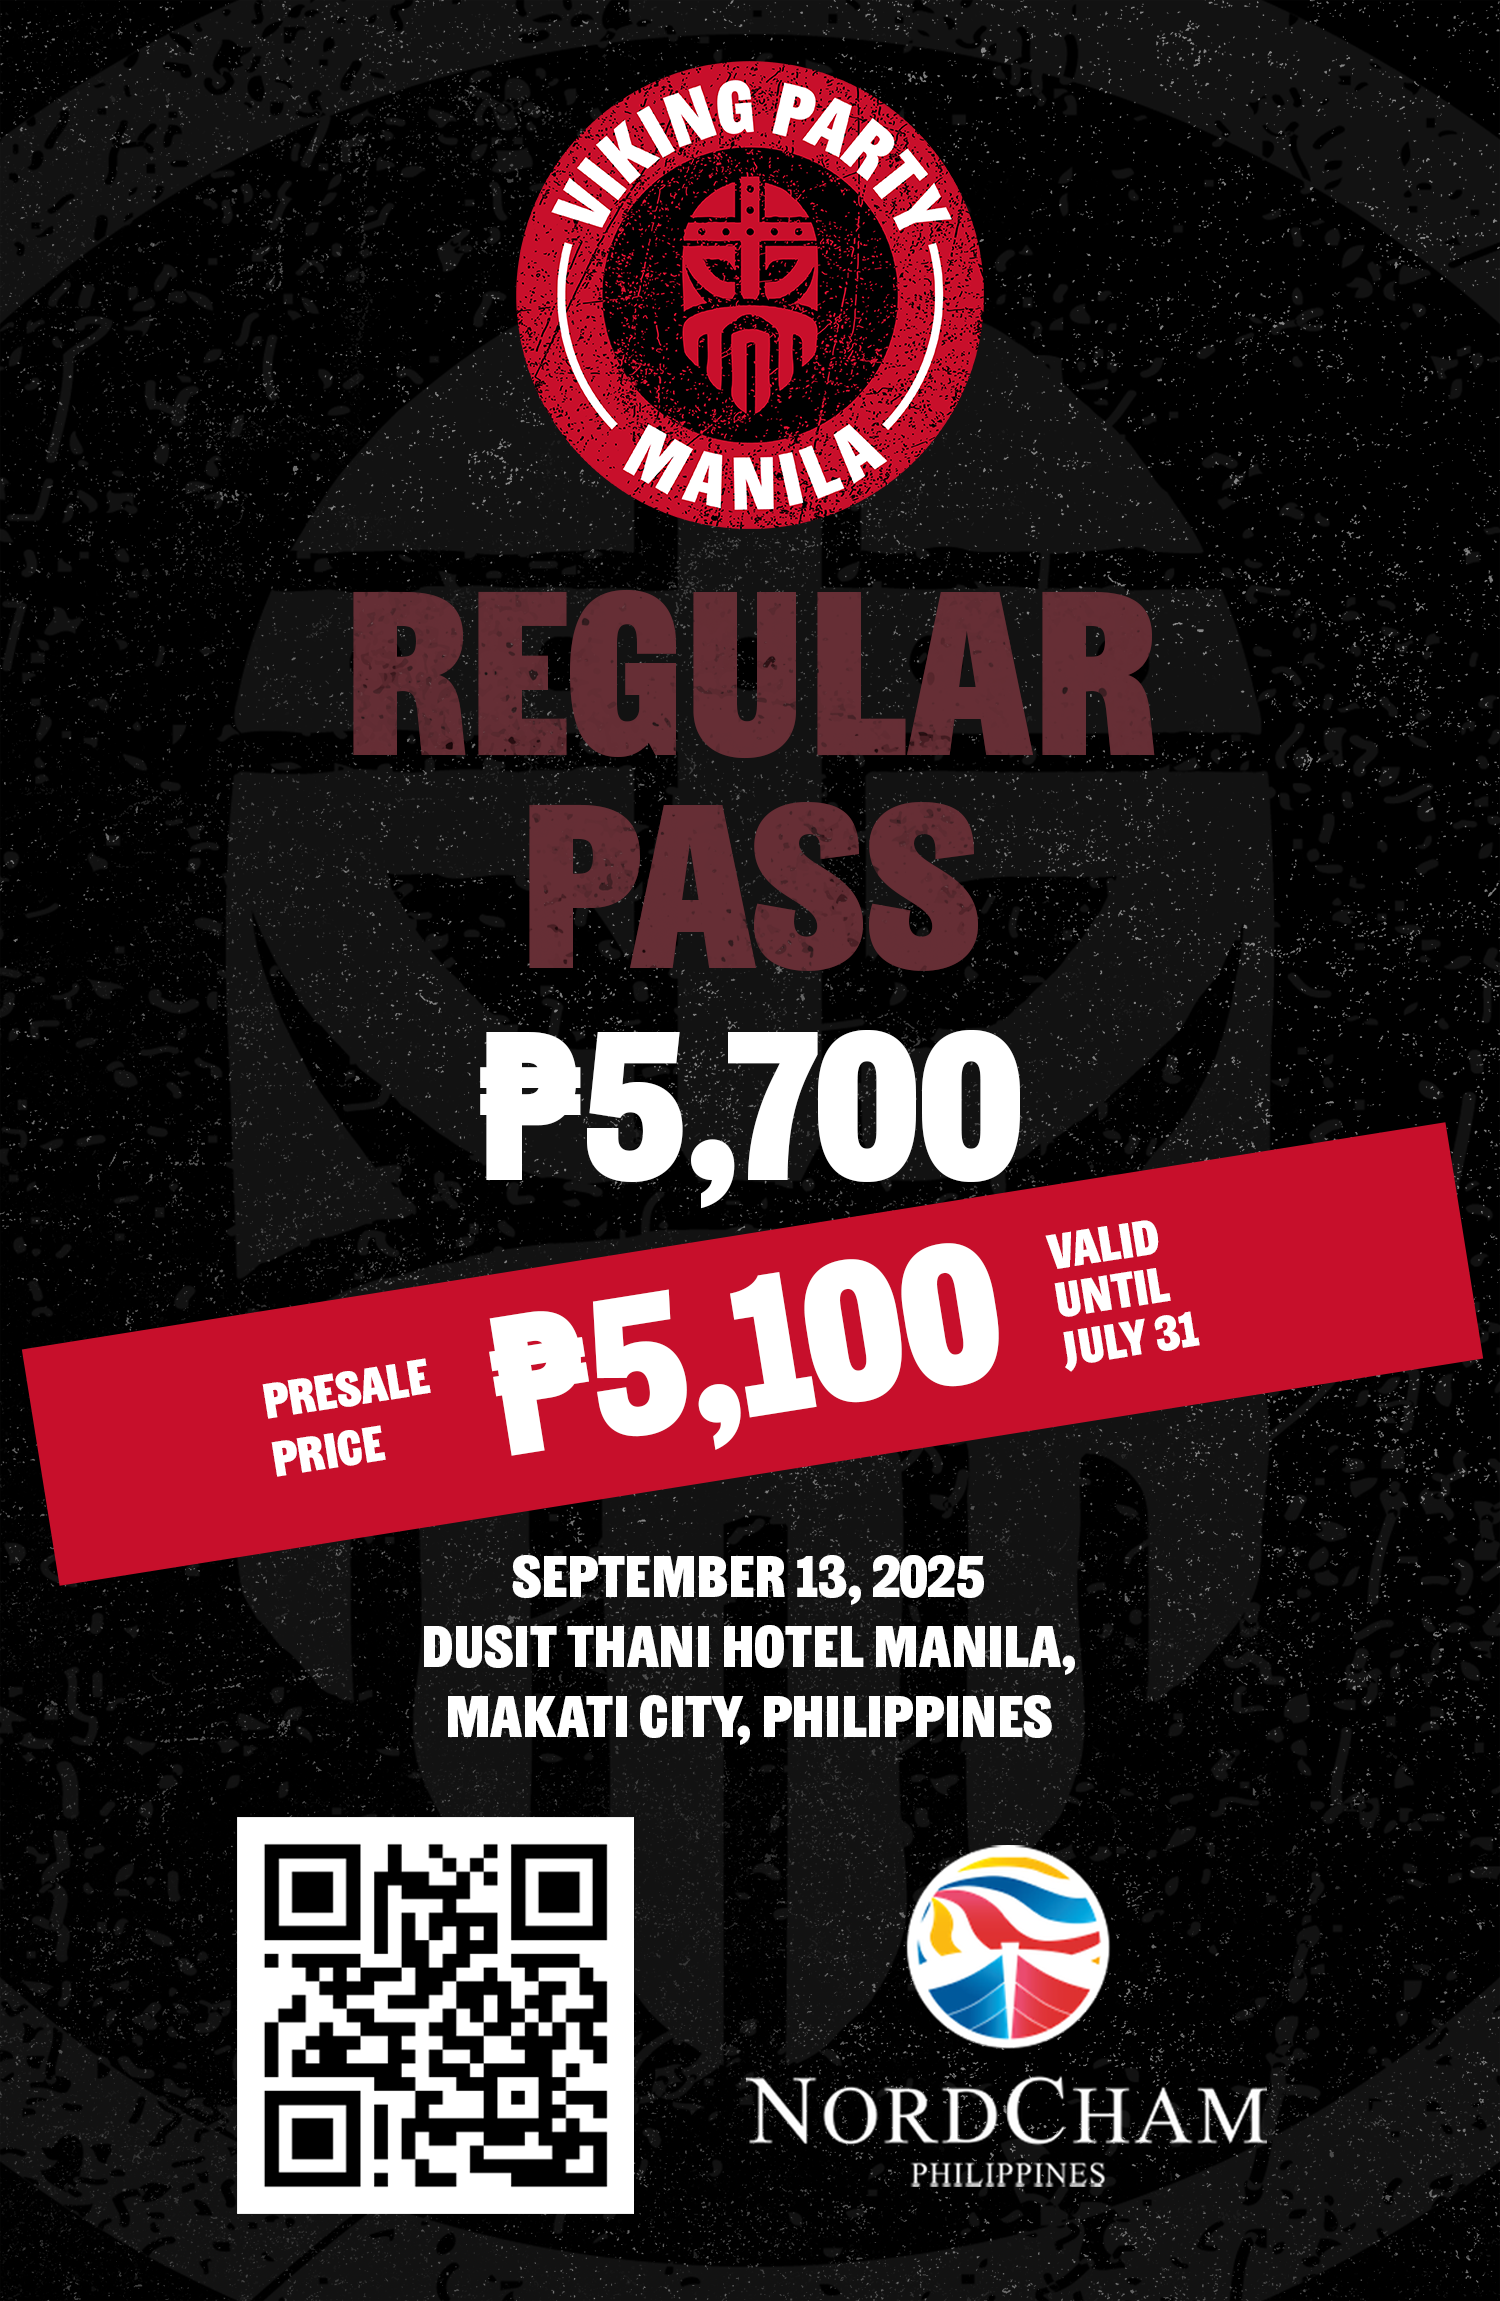 VIKING PARTY
MANILA
REGULAR
PASS
₱5,700
PRESALE
PRICE
₱5,100
VALID
UNTIL
JULY 31
SEPTEMBER 13, 2025
DUSIT THANI HOTEL MANILA,
MAKATI CITY, PHILIPPINES
NORDCHAM
PHILIPPINES